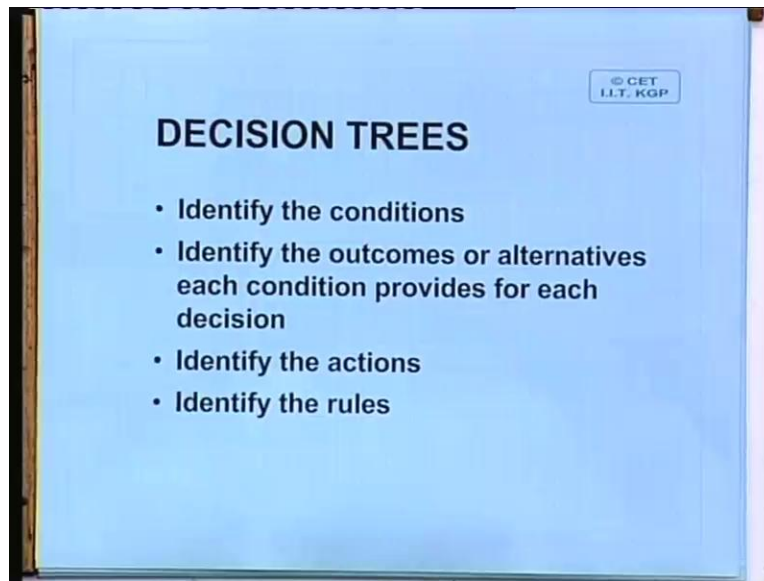 © CET
I.I.T. KGP
DECISION TREES
• Identify the conditions
• Identify the outcomes or alternatives
each condition provides for each
decision
• Identify the actions
• Identify the rules